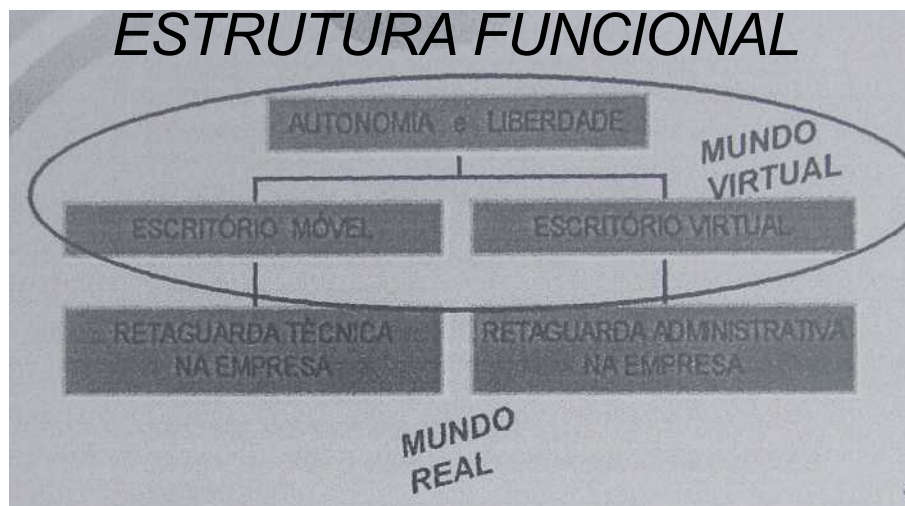 ESTRUTURA FUNCIONAL
AUTONOMIA e LIBERDADE
MUNDO
VIRTUAL
ESCRITÓRIO MÓVEL
ESCRITÓRIO VIRTUAL
RETAGUARDA TÉCNICA
NA EMPRESA
RETAGUARDA ADMINISTRATIVA
NA EMPRESA
MUNDO
REAL